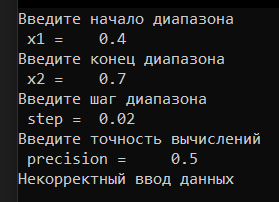 Введите начало диапазона
x1 = 0.4
Введите конец диапазона
x2 = 0.7
Введите шаг диапазона
step = 0.02
Введите точность вычислений
precision = 0.5
Некорректный ввод данных